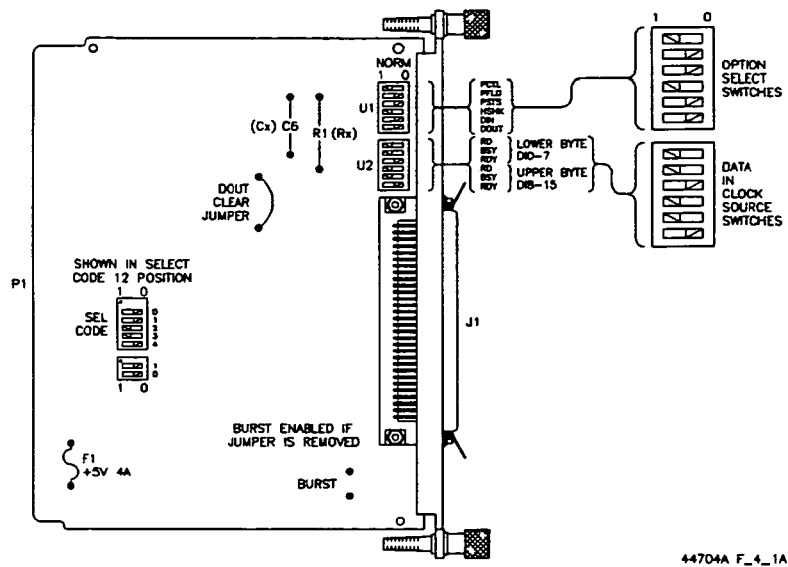 1 0
NORM
1 0
U1
U2
(Cx) C6
R1 (Rx)
PCTL
PFLG
PSTS
HSHK
DIN
DOUT
RD
BSY
RDY
RD
BSY
RDY
LOWER BYTE
DI0-7
UPPER BYTE
DI8-15
OPTION
SELECT
SWITCHES
DATA
IN
CLOCK
SOURCE
SWITCHES
DOUT
CLEAR
JUMPER
SHOWN IN SELECT
CODE 12 POSITION
1 0
SEL
CODE
0
1
2
3
4
1
0
1 0
P1
J1
BURST ENABLED IF
JUMPER IS REMOVED
BURST
F1
+5V 4A
44704A F_4_1A